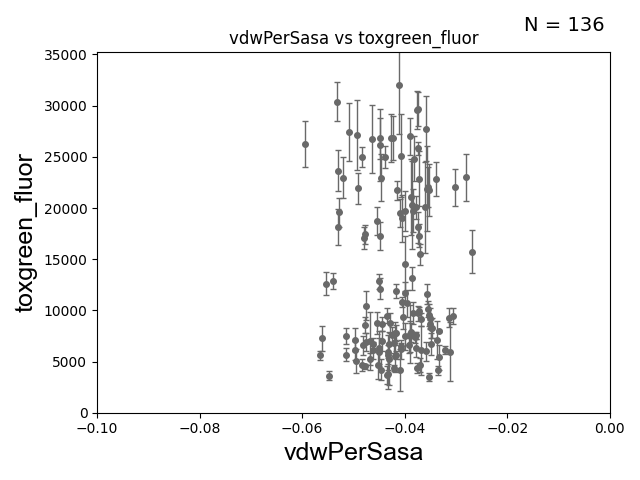 N = 136
vdwPerSasa vs toxgreen_fluor
35000
30000
25000
20000
15000
10000
5000
0
toxgreen_fluor
−0.10 −0.08 −0.06 −0.04 −0.02 0.00
vdwPerSasa